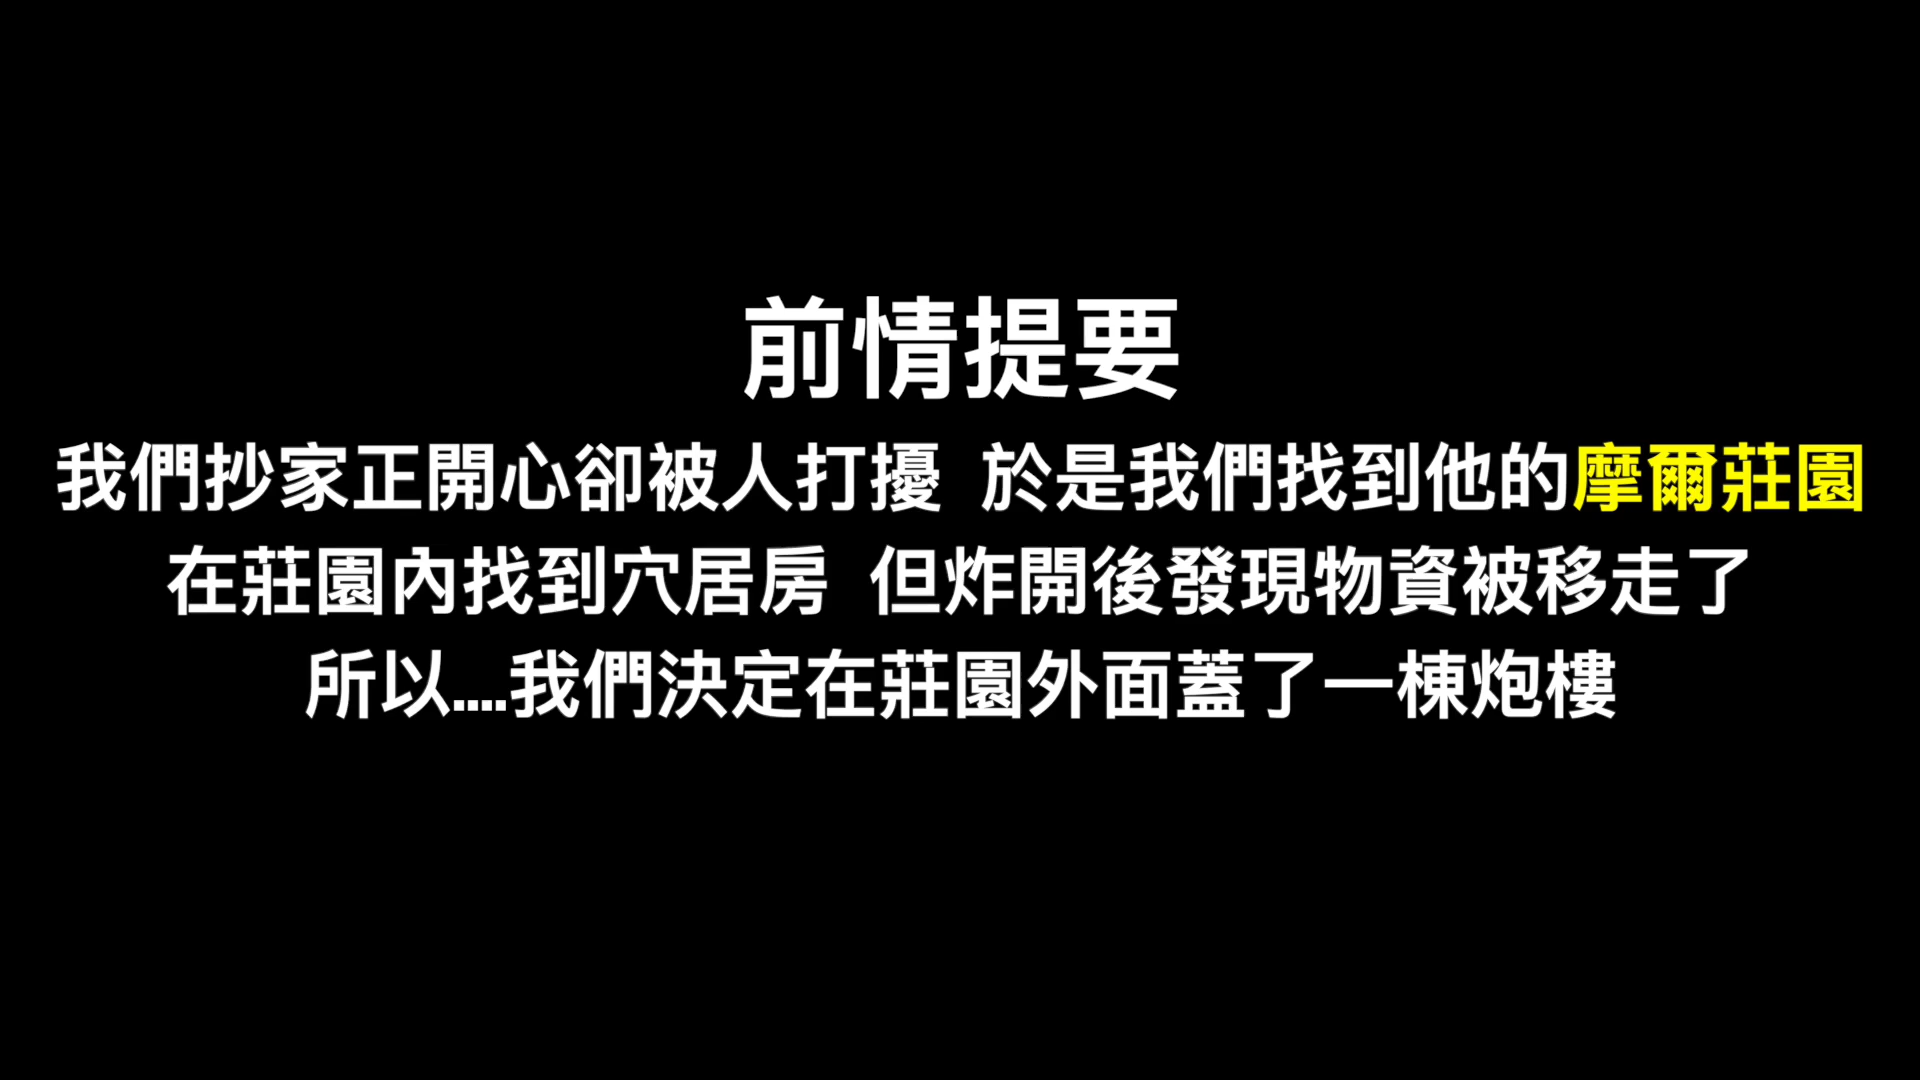 前情提要
我們抄家正開心卻被人打擾 於是我們找到他的摩爾莊園
在莊園內找到穴居房 但炸開後發現物資被移走了
所以....我們決定在莊園外面蓋了一棟炮樓